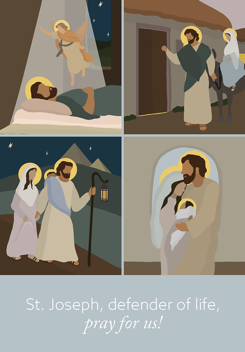 St. Joseph, defender of life,
pray for us!